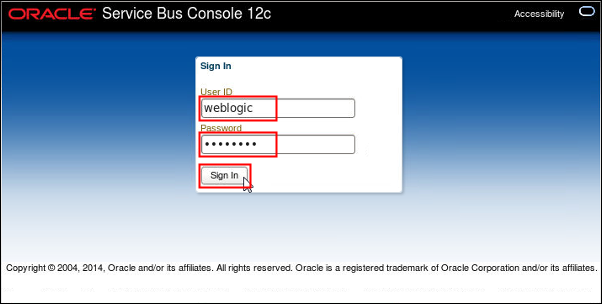 ORACLE Service Bus Console 12c
Accessibility
Sign In
User ID
weblogic
Password
••••••••
Sign In
Copyright © 2004, 2014, Oracle and/or its affiliates. All rights reserved. Oracle is a registered trademark of Oracle Corporation and/or its affiliates.